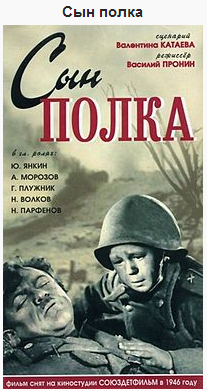 Сын полка
сценарий
Валентина КАТАЕВА
режиссёр
Василий ПРОНИН
Сын
ПОЛКА
в гл. ролях:
Ю. ЯНКИН
А. МОРОЗОВ
Г. ПЛУЖНИК
Н. ВОЛКОВ
Н. ПАРФЕНОВ
ФИЛЬМ СНЯТ НА КИНОСТУДИИ СОЮЗДЕТФИЛЬМ В 1946 ГОДУ